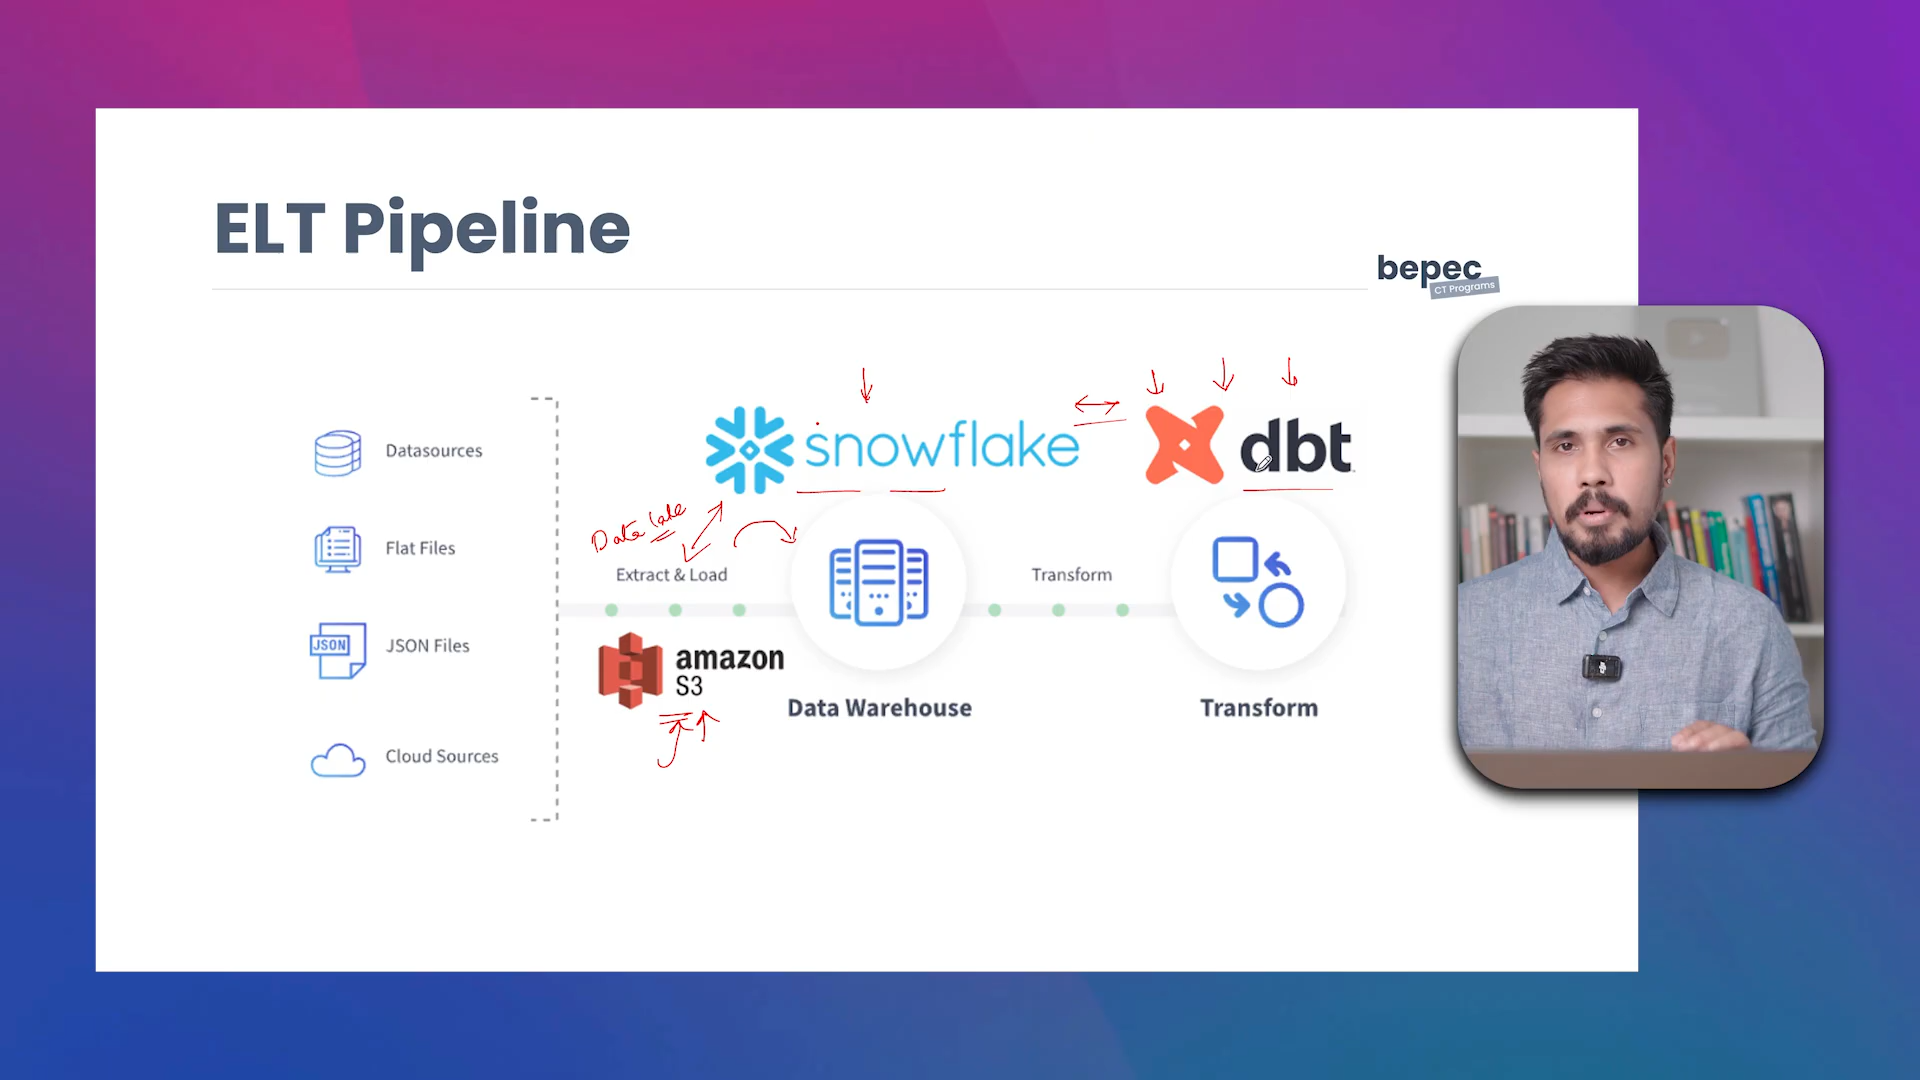 ELT Pipeline
bepec
CT Programs
snowflake
dbt
Datasources
Flat Files
JSON
JSON Files
Cloud Sources
Data lake
Extract & Load
Transform
amazon
S3
Data Warehouse
Transform